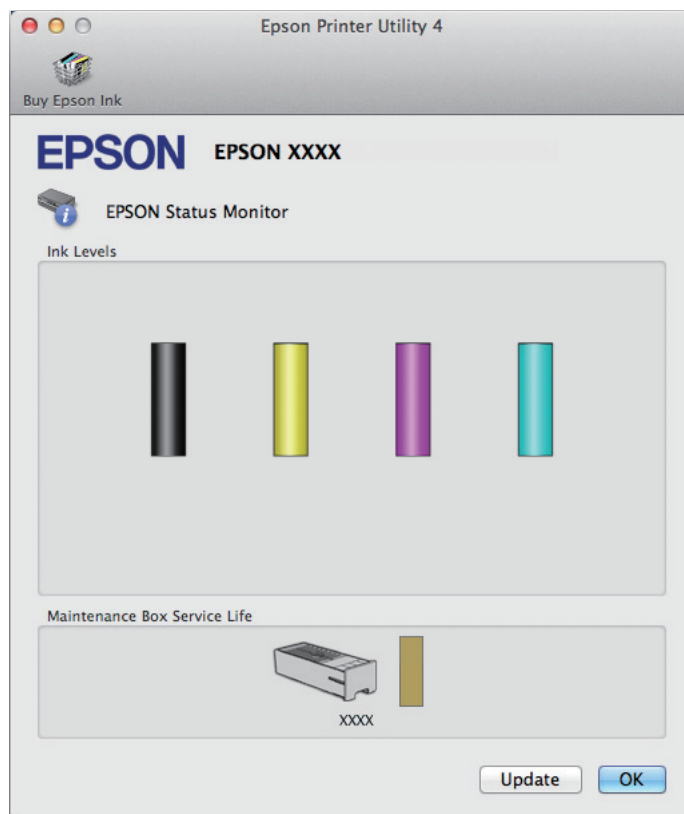 Epson Printer Utility 4
Buy Epson Ink
EPSON EPSON XXXX
EPSON Status Monitor
Ink Levels
Maintenance Box Service Life
XXXX
Update OK